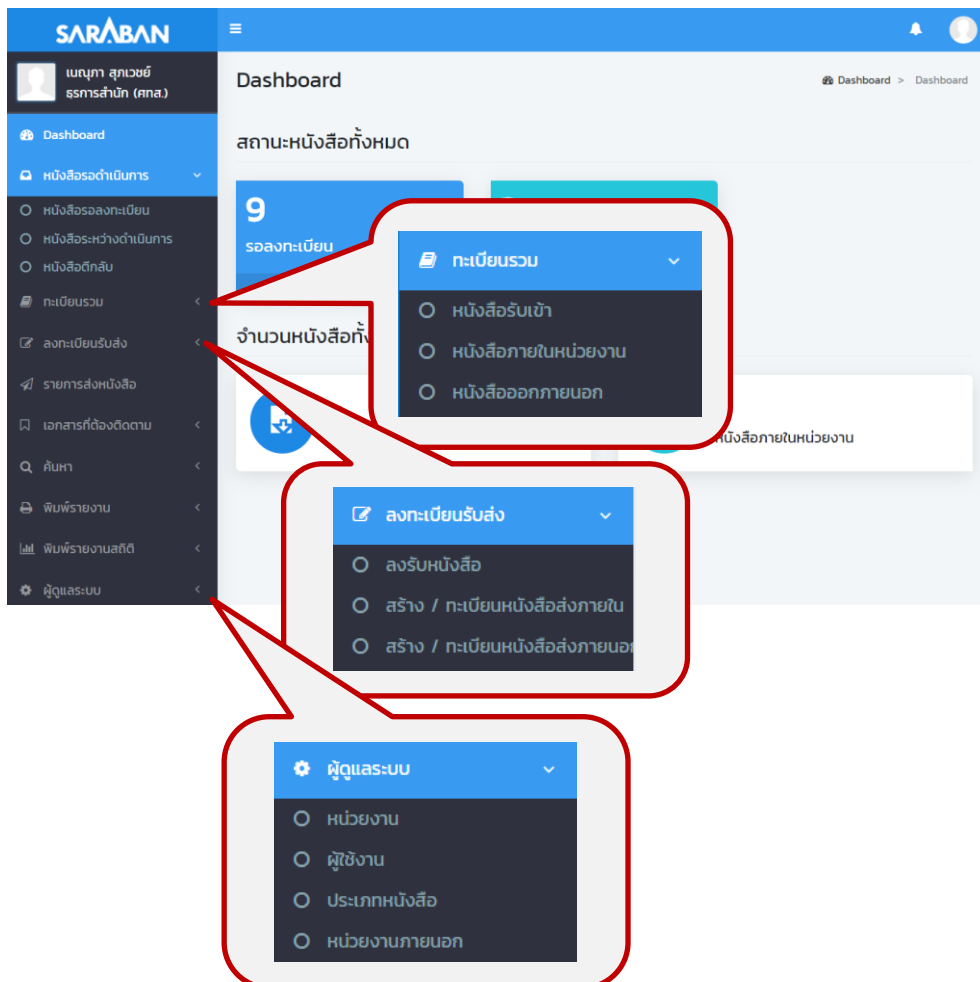 SARABAN
เนญภา สุภเวชย์
ธุรการสำนัก (ศทส.)
Dashboard
หนังสือรอดำเนินการ
หนังสือรอลงทะเบียน
หนังสือระหว่างดำเนินการ
หนังสือตีกลับ
ทะเบียนรวม
ลงทะเบียนรับส่ง
รายการส่งหนังสือ
เอกสารที่ต้องติดตาม
ค้นหา
พิมพ์รายงาน
พิมพ์รายงานสถิติ
ผู้ดูแลระบบ
Dashboard
Dashboard > Dashboard
สถานะหนังสือทั้งหมด
9
รอลงทะเบียน
จำนวนหนังสือทั้
หนังสือภายในหน่วยงาน
ทะเบียนรวม
หนังสือรับเข้า
หนังสือภายในหน่วยงาน
หนังสือออกภายนอก
ลงทะเบียนรับส่ง
ลงรับหนังสือ
สร้าง / ทะเบียนหนังสือส่งภายใน
สร้าง / ทะเบียนหนังสือส่งภายนอก
ผู้ดูแลระบบ
หน่วยงาน
ผู้ใช้งาน
ประเภทหนังสือ
หน่วยงานภายนอก